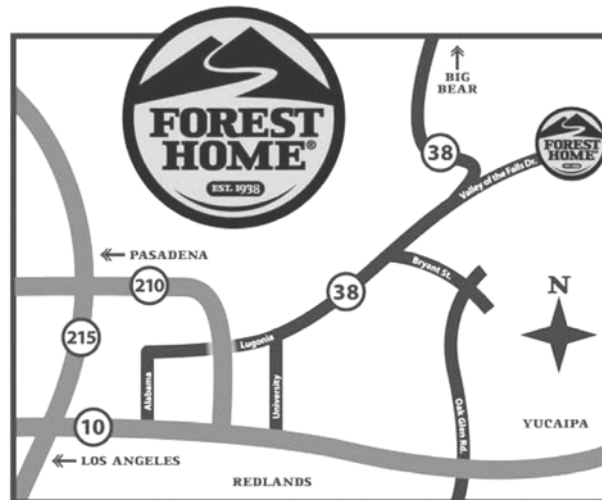 FOREST
HOME®
EST. 1938
BIG
BEAR
38
FOREST
HOME
Valley of the Falls Dr.
PASADENA
210
Bryant St.
38
N
215
Lugonia
Alabama
University
Oak Glen Rd.
YUCAIPA
10
LOS ANGELES
REDLANDS